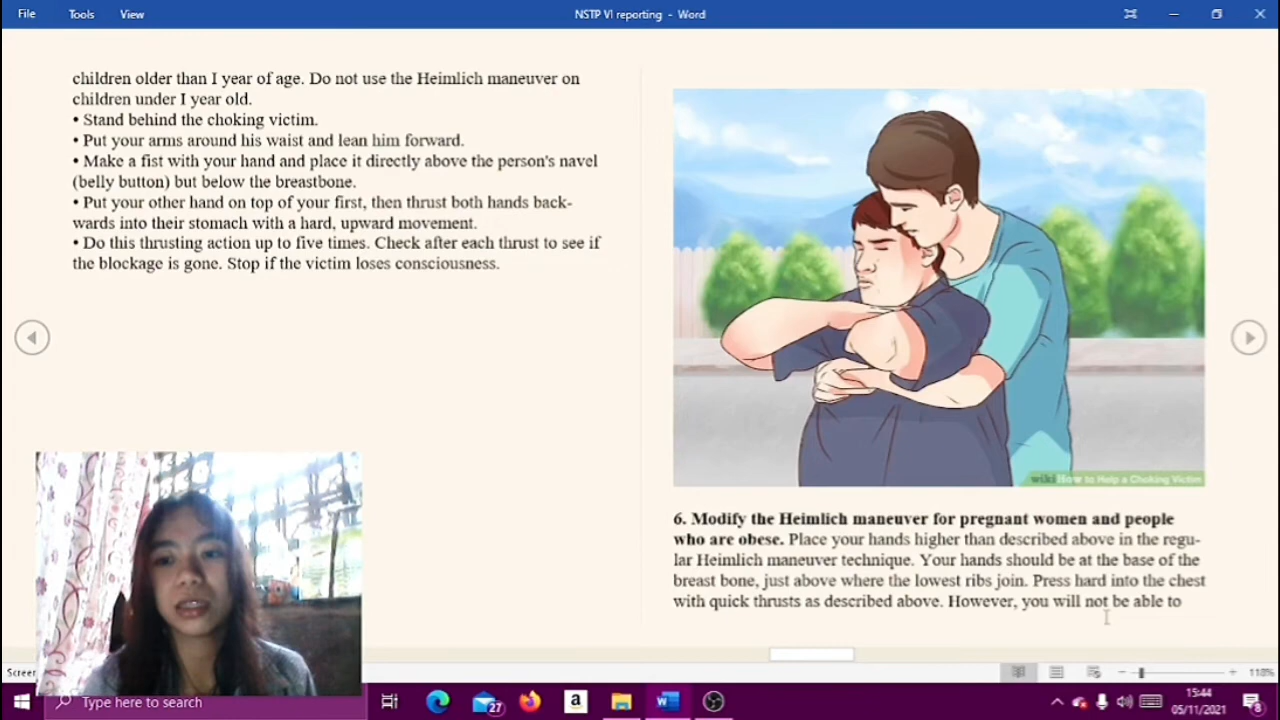 File
Tools
View
NSTP VI reporting - Word
children older than I year of age. Do not use the Heimlich maneuver on
children under I year old.
• Stand behind the choking victim.
• Put your arms around his waist and lean him forward.
• Make a fist with your hand and place it directly above the person's navel
(belly button) but below the breastbone.
• Put your other hand on top of your first, then thrust both hands back-
wards into their stomach with a hard, upward movement.
• Do this thrusting action up to five times. Check after each thrust to see if
the blockage is gone. Stop if the victim loses consciousness.
wikiHow to Help a Choking Victim
6. Modify the Heimlich maneuver for pregnant women and people
who are obese. Place your hands higher than described above in the regu-
lar Heimlich maneuver technique. Your hands should be at the base of the
breast bone, just above where the lowest ribs join. Press hard into the chest
with quick thrusts as described above. However, you will not be able to
Screen
110%
Type here to search
27
a
15:44
05/11/2021
8